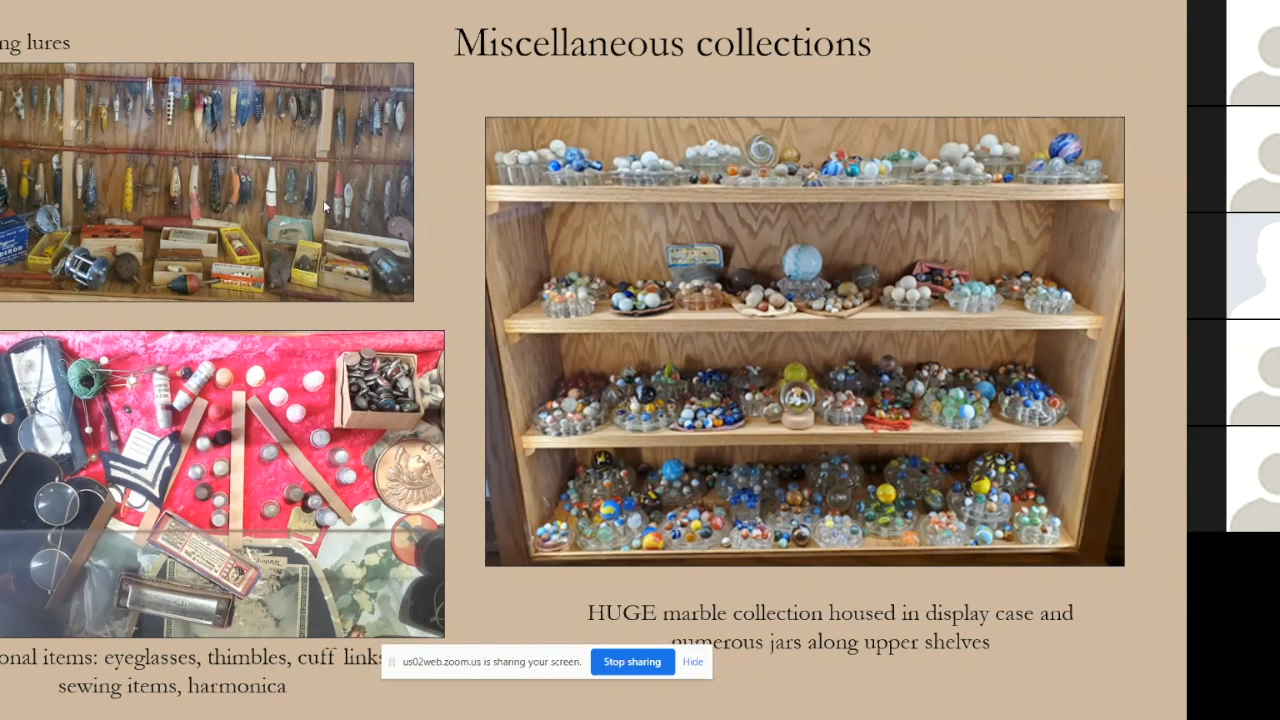 ng lures
Miscellaneous collections
HUGE marble collection housed in display case and
numerous jars along upper shelves
onal items: eyeglasses, thimbles, cuff links
sewing items, harmonica
us02web.zoom.us is sharing your screen.
Stop sharing
Hide